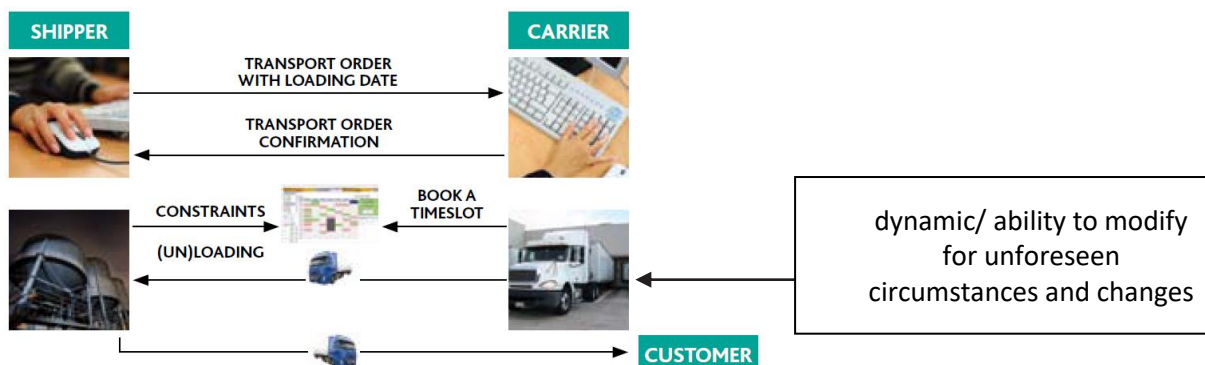 SHIPPER
CARRIER
TRANSPORT ORDER
WITH LOADING DATE
TRANSPORT ORDER
CONFIRMATION
CONSTRAINTS
BOOK A
TIMESLOT
(UN)LOADING
dynamic/ ability to modify
for unforeseen
circumstances and changes
CUSTOMER